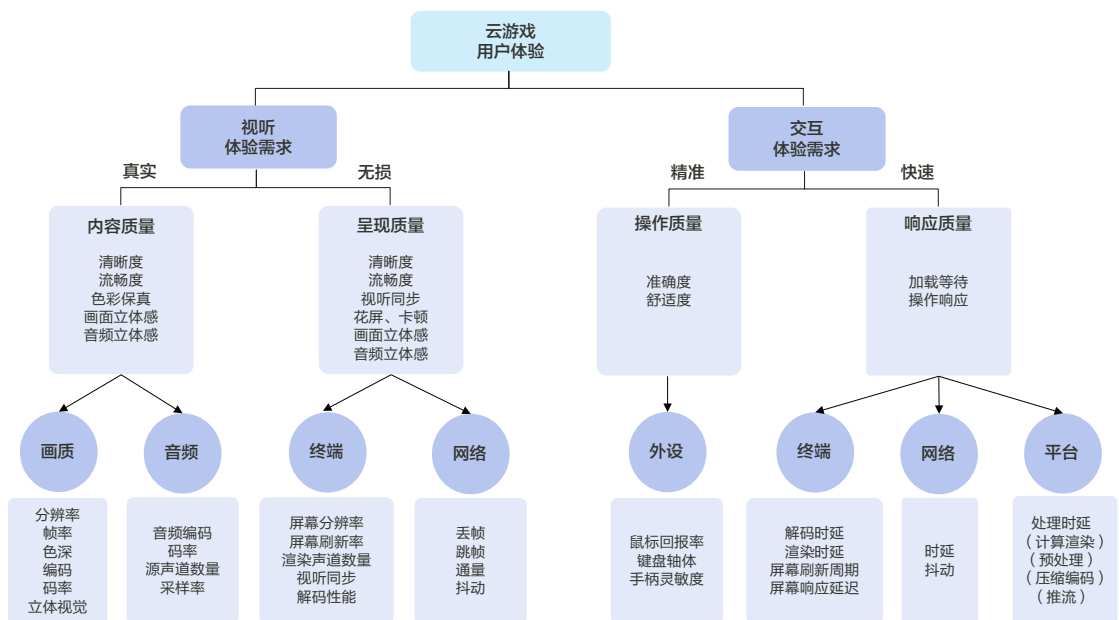 云游戏
用户体验
视听
体验需求
交互
体验需求
真实
无损
精准
快速
内容质量
清晰度
流畅度
色彩保真
画面立体感
音频立体感
呈现质量
清晰度
流畅度
视听同步
花屏、卡顿
画面立体感
音频立体感
操作质量
准确度
舒适度
响应质量
加载等待
操作响应
画质
音频
终端
网络
外设
终端
网络
平台
分辨率
帧率
色深
编码
码率
立体视觉
音频编码
码率
源声道数量
采样率
屏幕分辨率
屏幕刷新率
渲染声道数量
视听同步
解码性能
丢帧
跳帧
通量
抖动
鼠标回报率
键盘轴体
手柄灵敏度
解码时延
渲染时延
屏幕刷新周期
屏幕响应延迟
时延
抖动
处理时延
（计算渲染）
（预处理）
（压缩编码）
（推流）